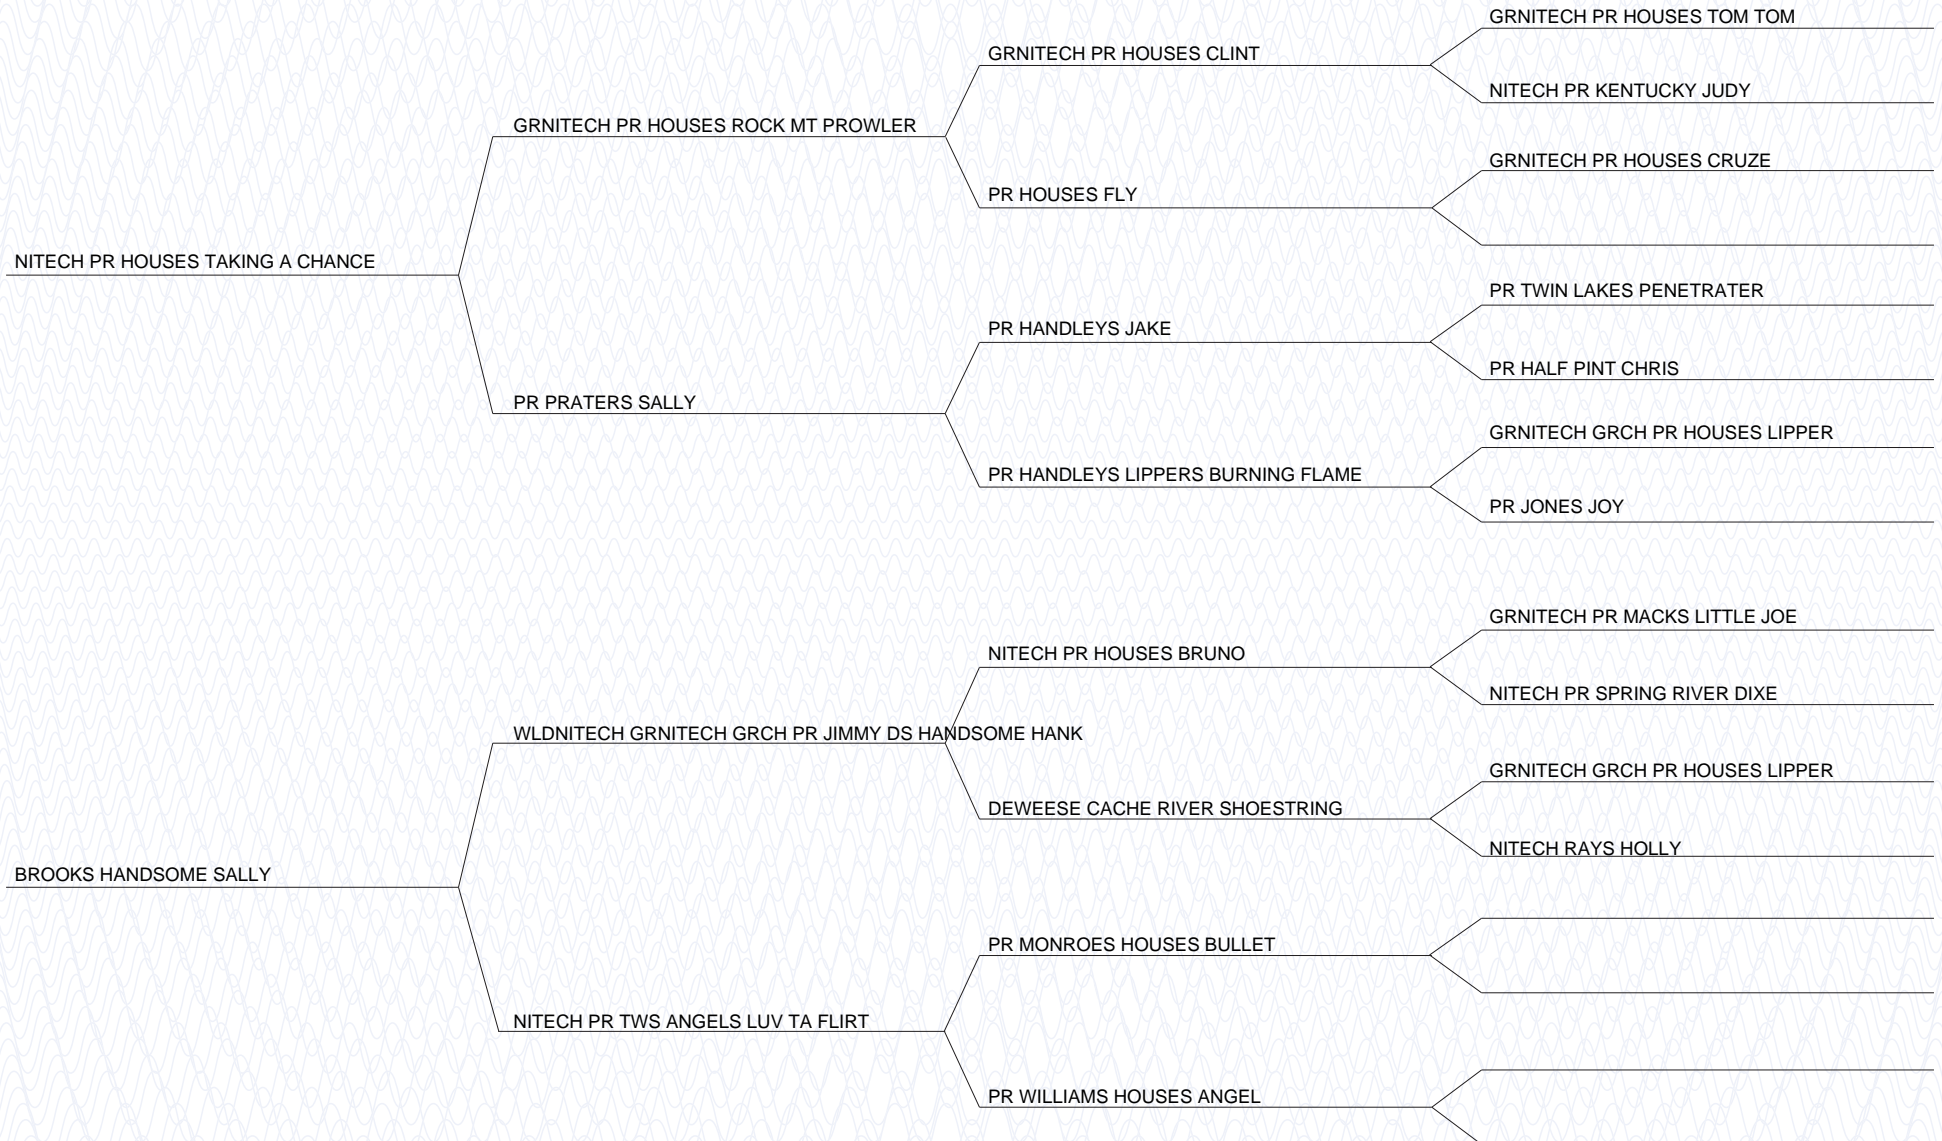 GRNITECH PR HOUSES TOM TOM
GRNITECH PR HOUSES CLINT
NITECH PR KENTUCKY JUDY
GRNITECH PR HOUSES ROCK MT PROWLER
GRNITECH PR HOUSES CRUZE
PR HOUSES FLY
NITECH PR HOUSES TAKING A CHANCE
PR TWIN LAKES PENETRATER
PR HANDLEYS JAKE
PR HALF PINT CHRIS
PR PRATERS SALLY
GRNITECH GRCH PR HOUSES LIPPER
PR HANDLEYS LIPPERS BURNING FLAME
PR JONES JOY
GRNITECH PR MACKS LITTLE JOE
NITECH PR HOUSES BRUNO
NITECH PR SPRING RIVER DIXE
WLDNITECH GRNITECH GRCH PR JIMMY DS HANDSOME HANK
GRNITECH GRCH PR HOUSES LIPPER
DEWEESE CACHE RIVER SHOESTRING
NITECH RAYS HOLLY
BROOKS HANDSOME SALLY
PR MONROES HOUSES BULLET
NITECH PR TWS ANGELS LUV TA FLIRT
PR WILLIAMS HOUSES ANGEL